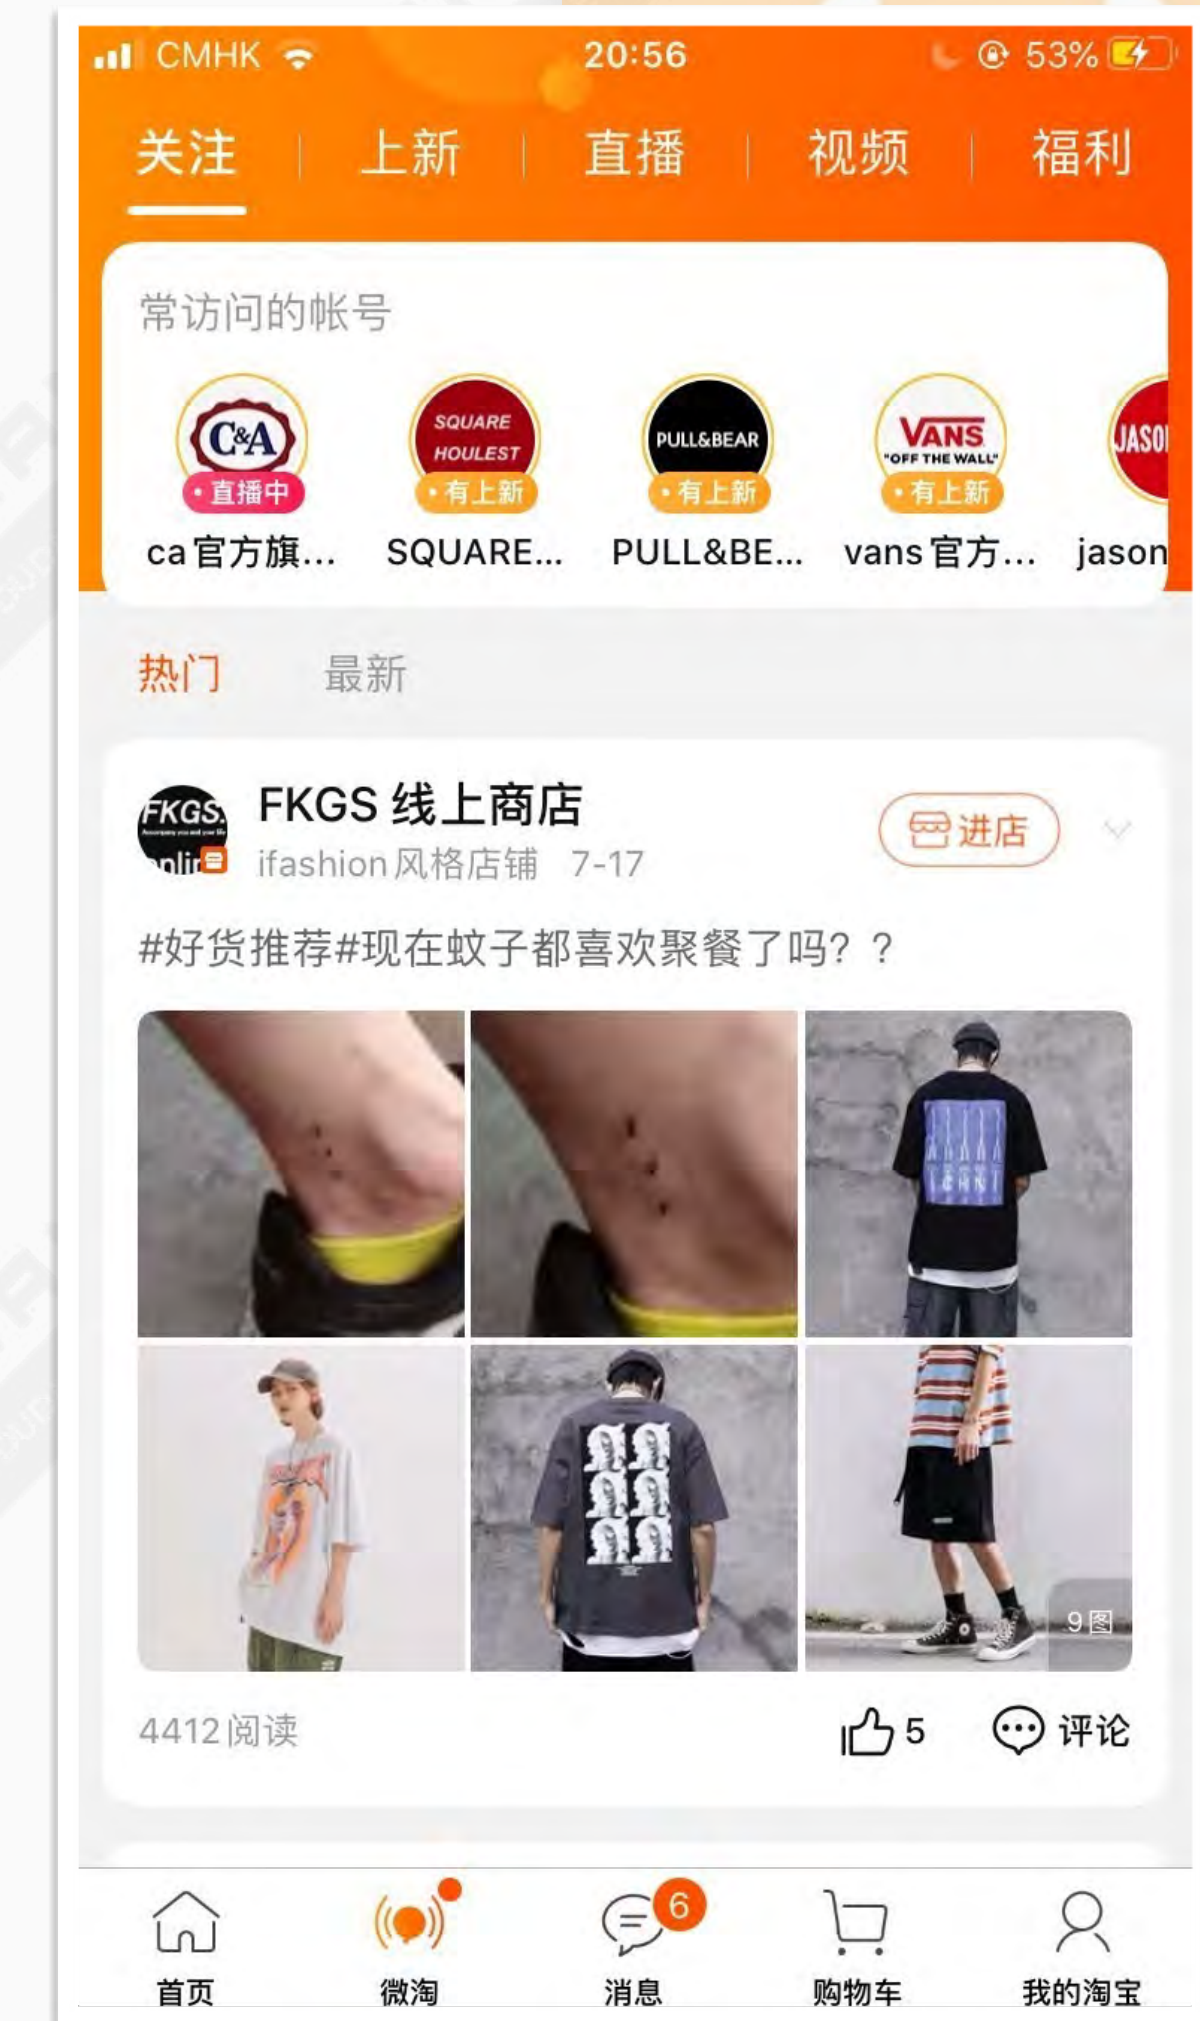 CMHK 20:56 53%
关注 上新 直播 视频 福利
常访问的帐号
C&A SQUARE HOULEST PULL&BEAR VANS "OFF THE WALL"
直播中 有上新 有上新 有上新
ca官方旗... SQUARE... PULL&BE... vans官方... jason
热门 最新
FKGS.
FKGS 线上商店
ifashion风格店铺 7-17
进店
#好货推荐#现在蚊子都喜欢聚餐了吗？？
9图
4412阅读 5 评论
6
首页 微淘 消息 购物车 我的淘宝